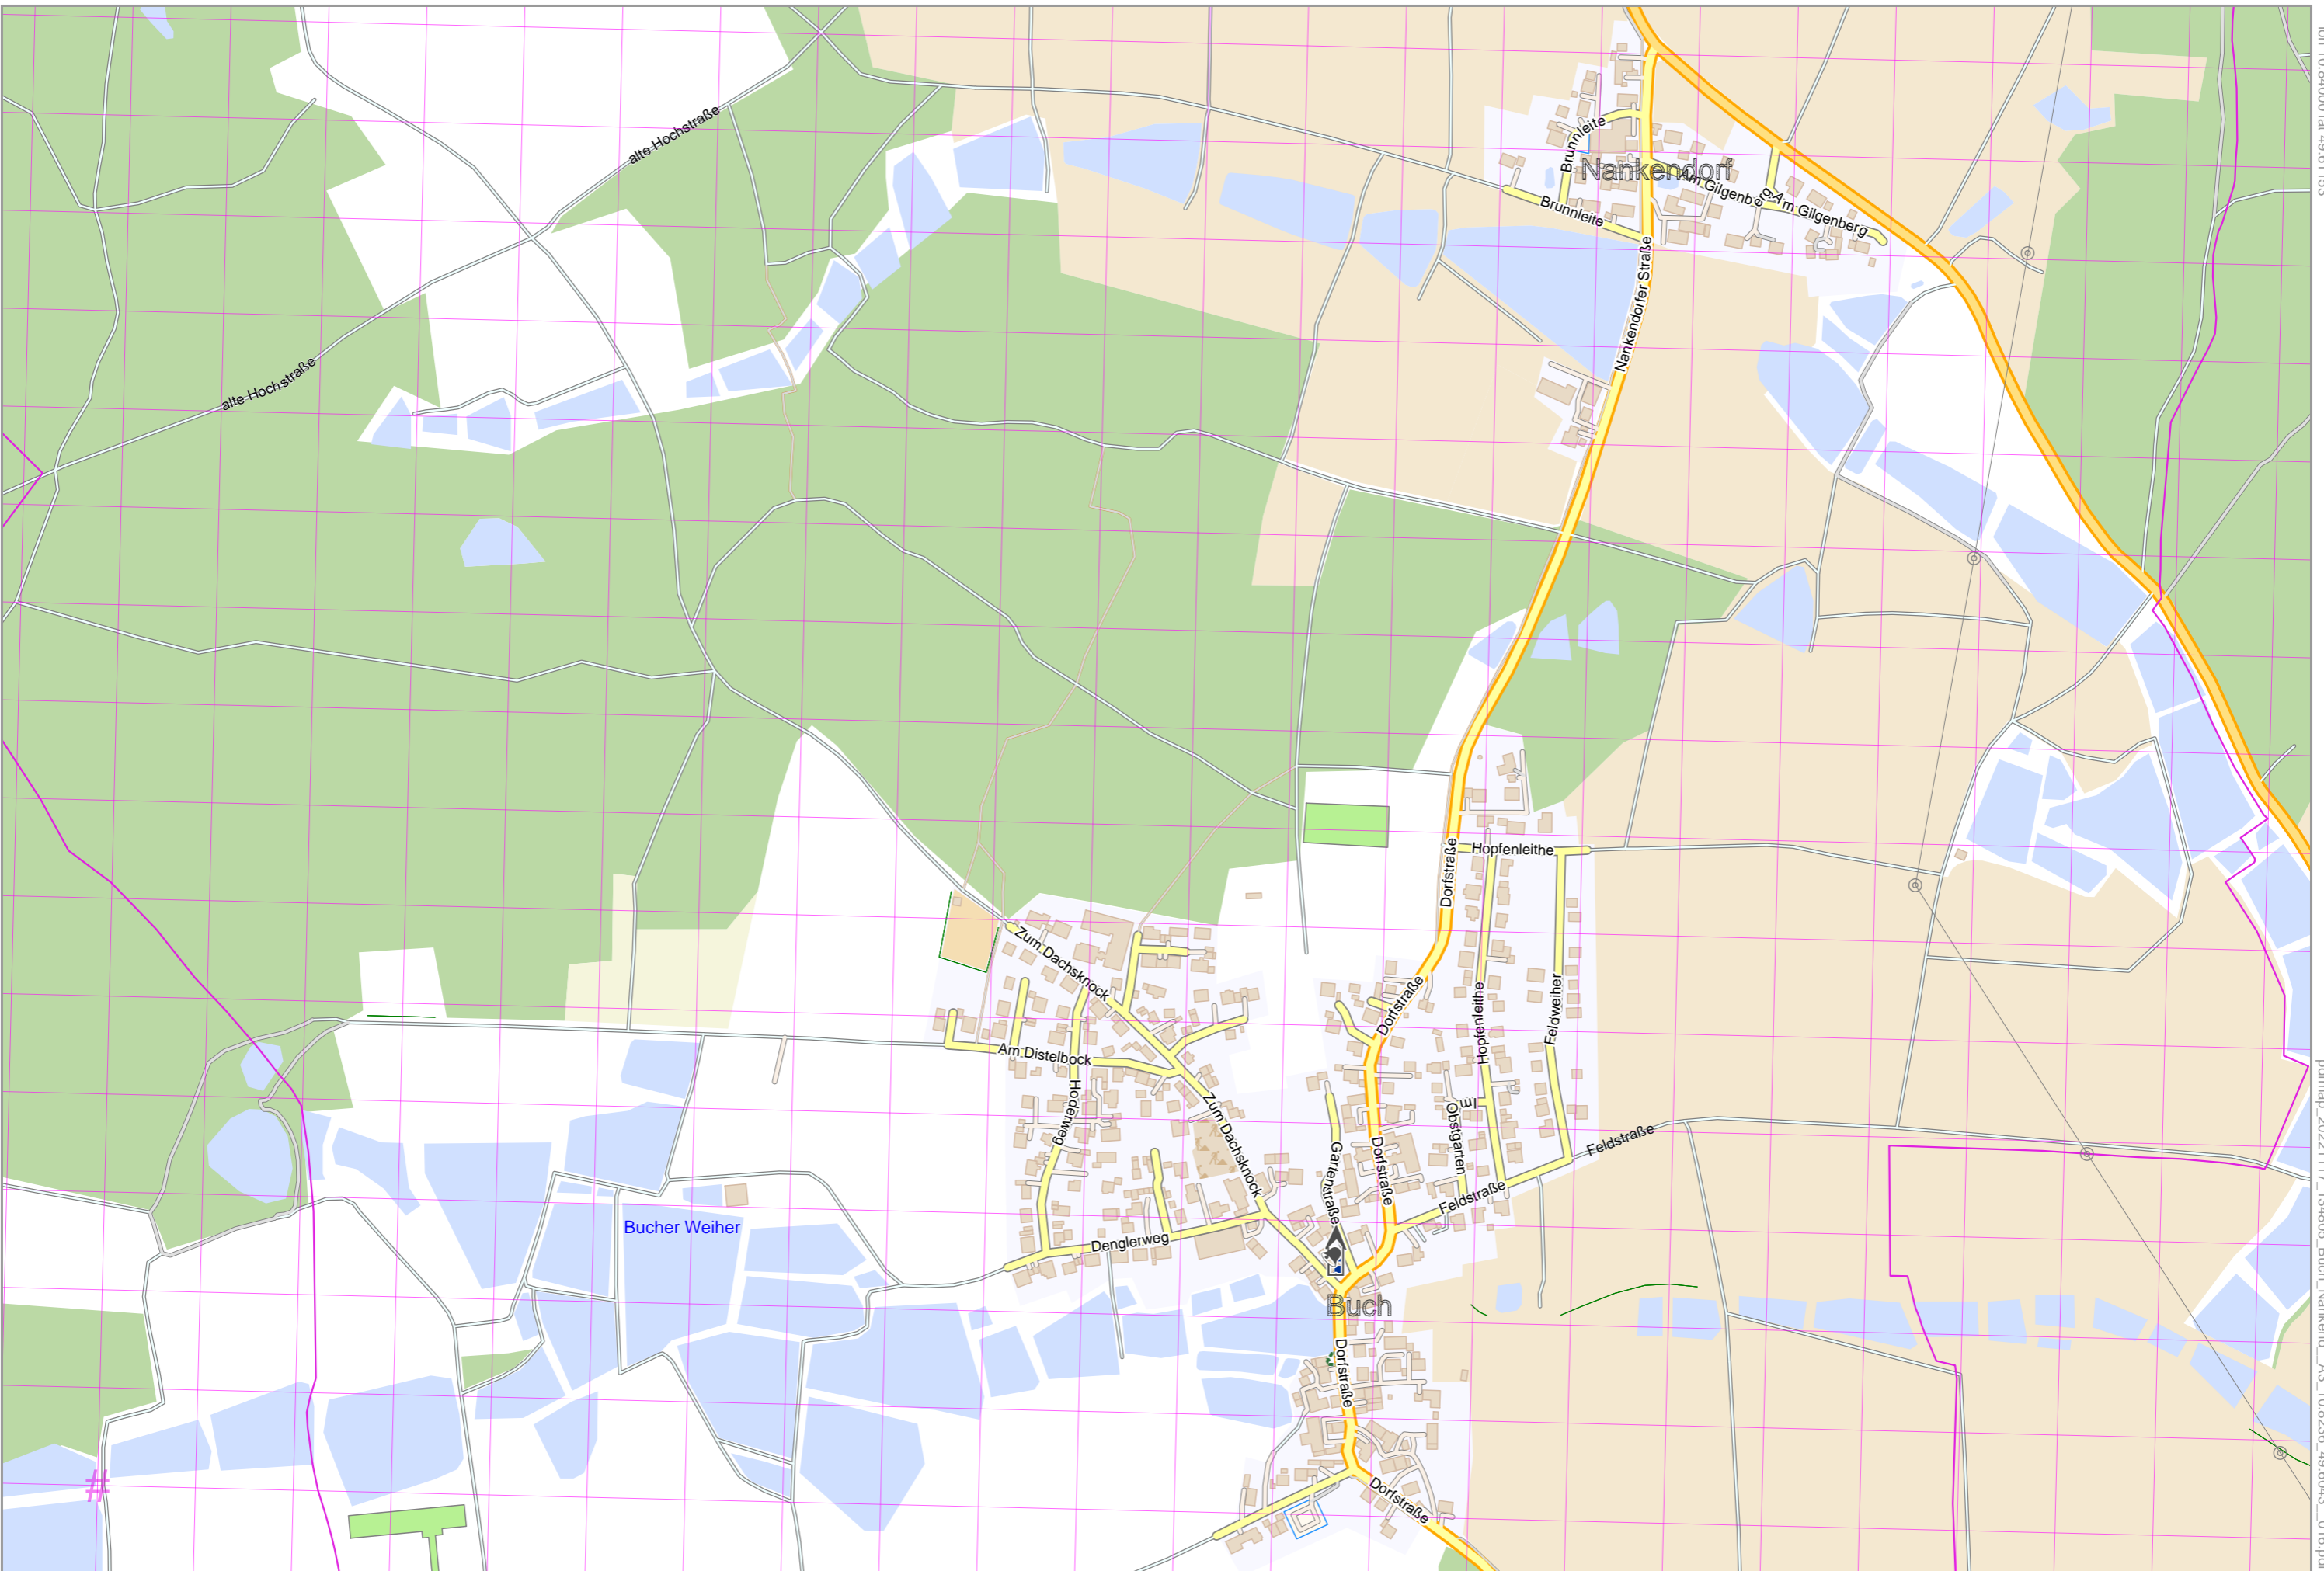 alte Hochstraße
Brunnleite
Nankendorf
Am Gilgenberg
Am Gilgenberg
Brunnleite
Nankendorfer Straße
alte Hochstraße
Hopfenleithe
Dorfstraße
Zum Dachsknock
Dorfstraße
Hopfenleithe
Feldweiher
Am Distelbock
Hoderweg
Zum Dachsknock
Im
Obstgarten
Feldstraße
Gartenstraße
Dorfstraße
Feldstraße
Bucher Weiher
Denglerweg
Buch
Dorfstraße
#
Dorfstraße